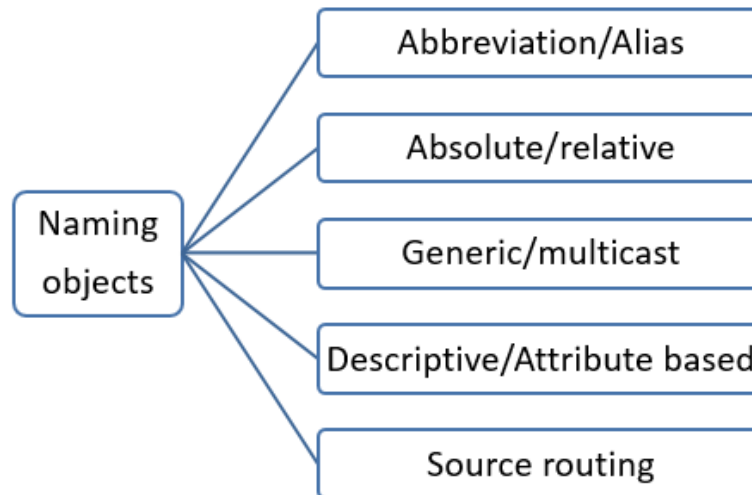 Abbreviation/Alias
Absolute/relative
Naming
objects
Generic/multicast
Descriptive/Attribute based
Source routing